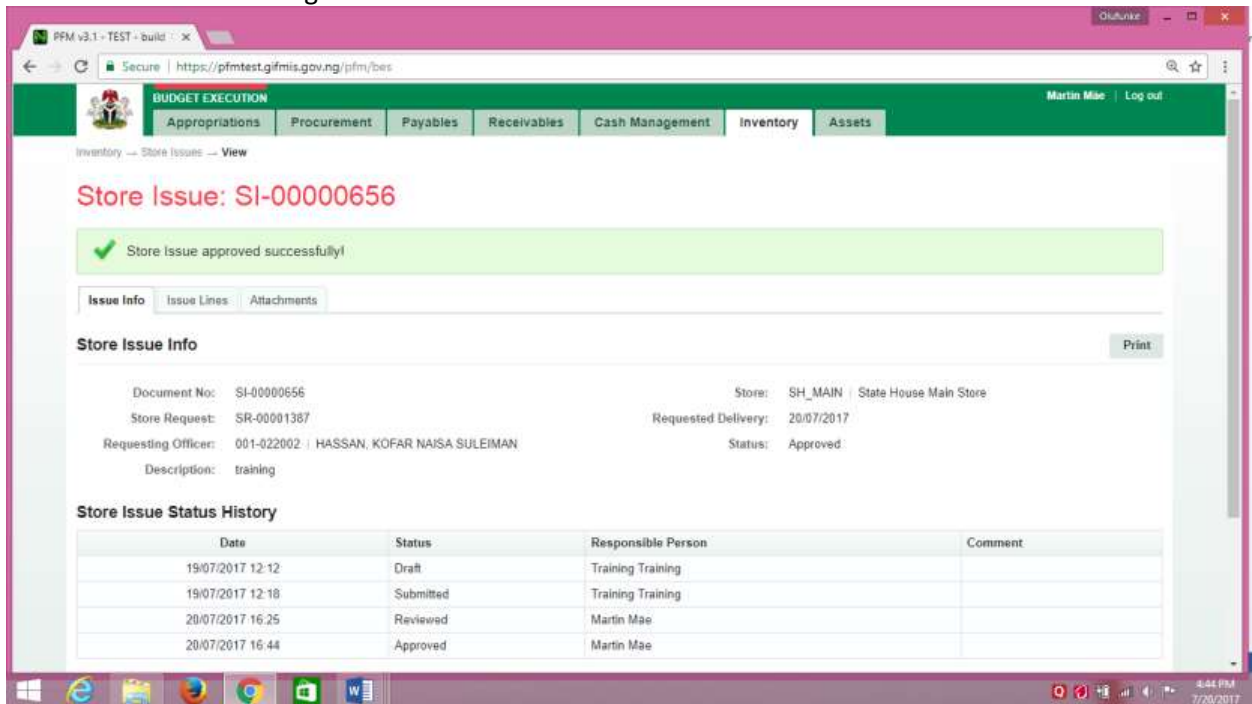 Olufunke
PFM v3.1 - TEST - build
Secure | https://pfmtest.gifmis.gov.ng/pfm/bes
BUDGET EXECUTION
Martin Mäe | Log out
Appropriations Procurement Payables Receivables Cash Management Inventory Assets
Inventory → Store Issues → View
Store Issue: SI-00000656
Store Issue approved successfully!
Issue Info Issue Lines Attachments
Store Issue Info
Print
Document No: SI-00000656 Store: SH_MAIN | State House Main Store
Store Request: SR-00001387 Requested Delivery: 20/07/2017
Requesting Officer: 001-022002 | HASSAN, KOFAR NAISA SULEIMAN Status: Approved
Description: training
Store Issue Status History
Date Status Responsible Person Comment
19/07/2017 12:12 Draft Training Training
19/07/2017 12:18 Submitted Training Training
20/07/2017 16:25 Reviewed Martin Mäe
20/07/2017 16:44 Approved Martin Mäe
4:44 PM
7/20/2017